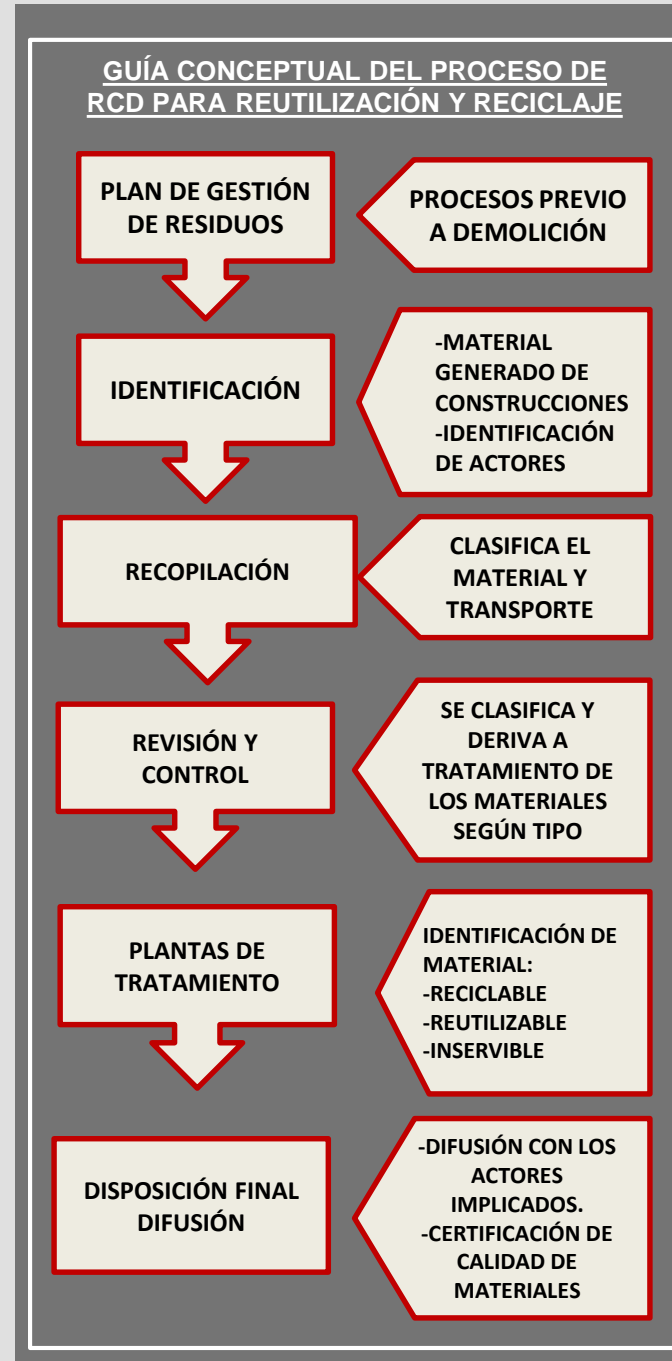 GUÍA CONCEPTUAL DEL PROCESO DE
RCD PARA REUTILIZACIÓN Y RECICLAJE
PLAN DE GESTIÓN
DE RESIDUOS
PROCESOS PREVIO
A DEMOLICIÓN
IDENTIFICACIÓN
-MATERIAL
GENERADO DE
CONSTRUCCIONES
-IDENTIFICACIÓN
DE ACTORES
RECOPILACIÓN
CLASIFICA EL
MATERIAL Y
TRANSPORTE
REVISIÓN Y
CONTROL
SE CLASIFICA Y
DERIVA A
TRATAMIENTO DE
LOS MATERIALES
SEGÚN TIPO
PLANTAS DE
TRATAMIENTO
IDENTIFICACIÓN DE
MATERIAL:
-RECICLABLE
-REUTILIZABLE
-INSERVIBLE
DISPOSICIÓN FINAL
DIFUSIÓN
-DIFUSIÓN CON LOS
ACTORES
IMPLICADOS.
-CERTIFICACIÓN DE
CALIDAD DE
MATERIALES